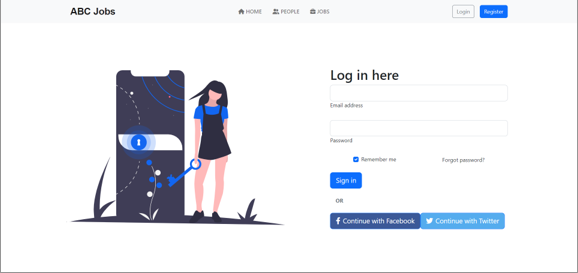 ABC Jobs
HOME
PEOPLE
JOBS
Login
Register
Log in here
Email address
Password
Remember me
Forgot password?
Sign in
OR
Continue with Facebook
Continue with Twitter